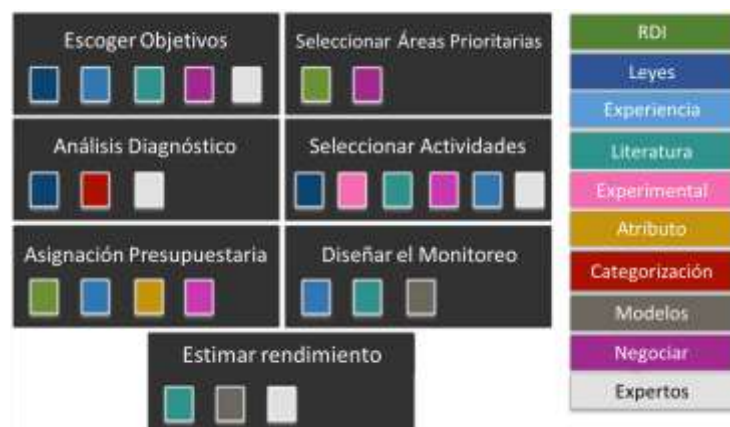 Escoger Objetivos
Seleccionar Áreas Prioritarias
Análisis Diagnóstico
Seleccionar Actividades
Asignación Presupuestaria
Diseñar el Monitoreo
Estimar rendimiento
RDI
Leyes
Experiencia
Literatura
Experimental
Atributo
Categorización
Modelos
Negociar
Expertos